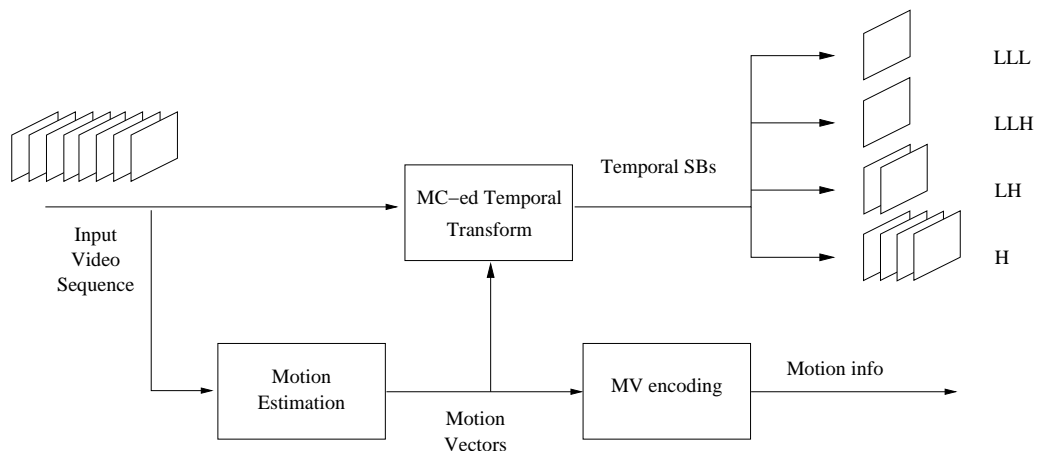 LLL
LLH
Temporal SBs
MC−ed Temporal
Transform
LH
Input
Video
Sequence
H
Motion
Estimation
Motion
Vectors
MV encoding
Motion info